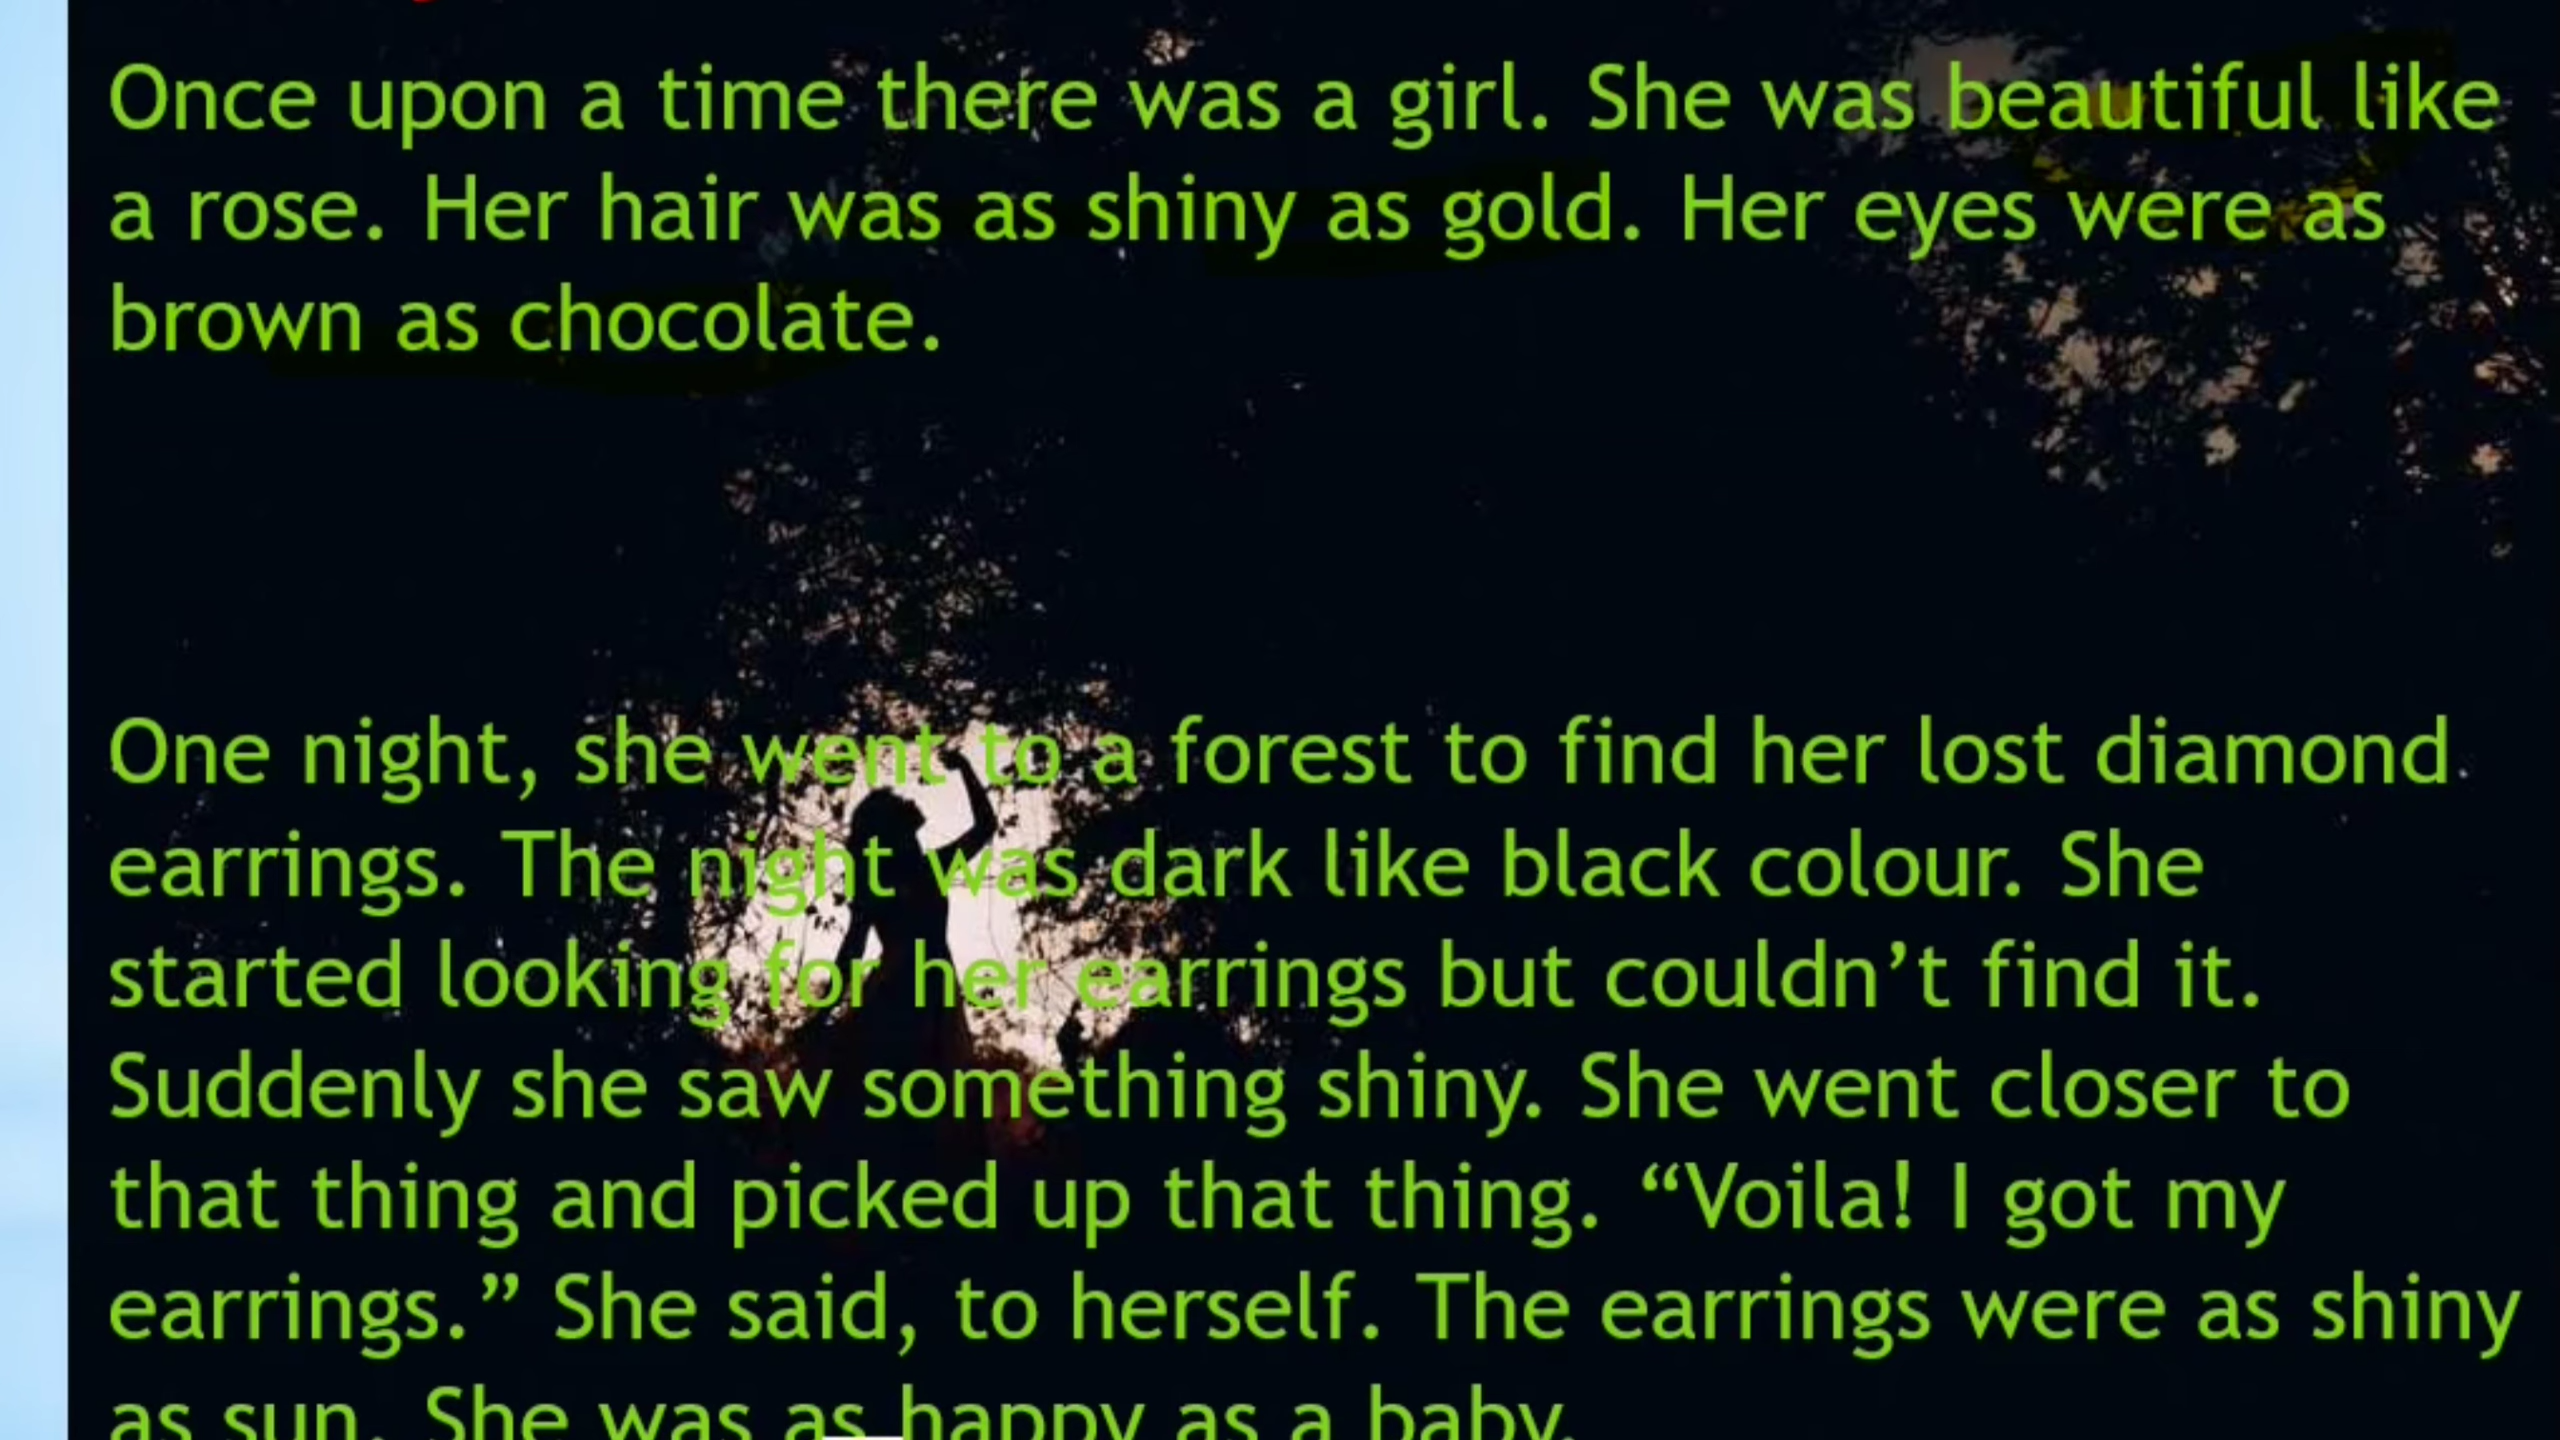 Once upon a time there was a girl. She was beautiful like
a rose. Her hair was as shiny as gold. Her eyes were as
brown as chocolate.
One night, she went to a forest to find her lost diamond
earrings. The night was dark like black colour. She
started looking for her earrings but couldn’t find it.
Suddenly she saw something shiny. She went closer to
that thing and picked up that thing. “Voila! I got my
earrings.” She said, to herself. The earrings were as shiny
as sun. She was as happy as a baby.